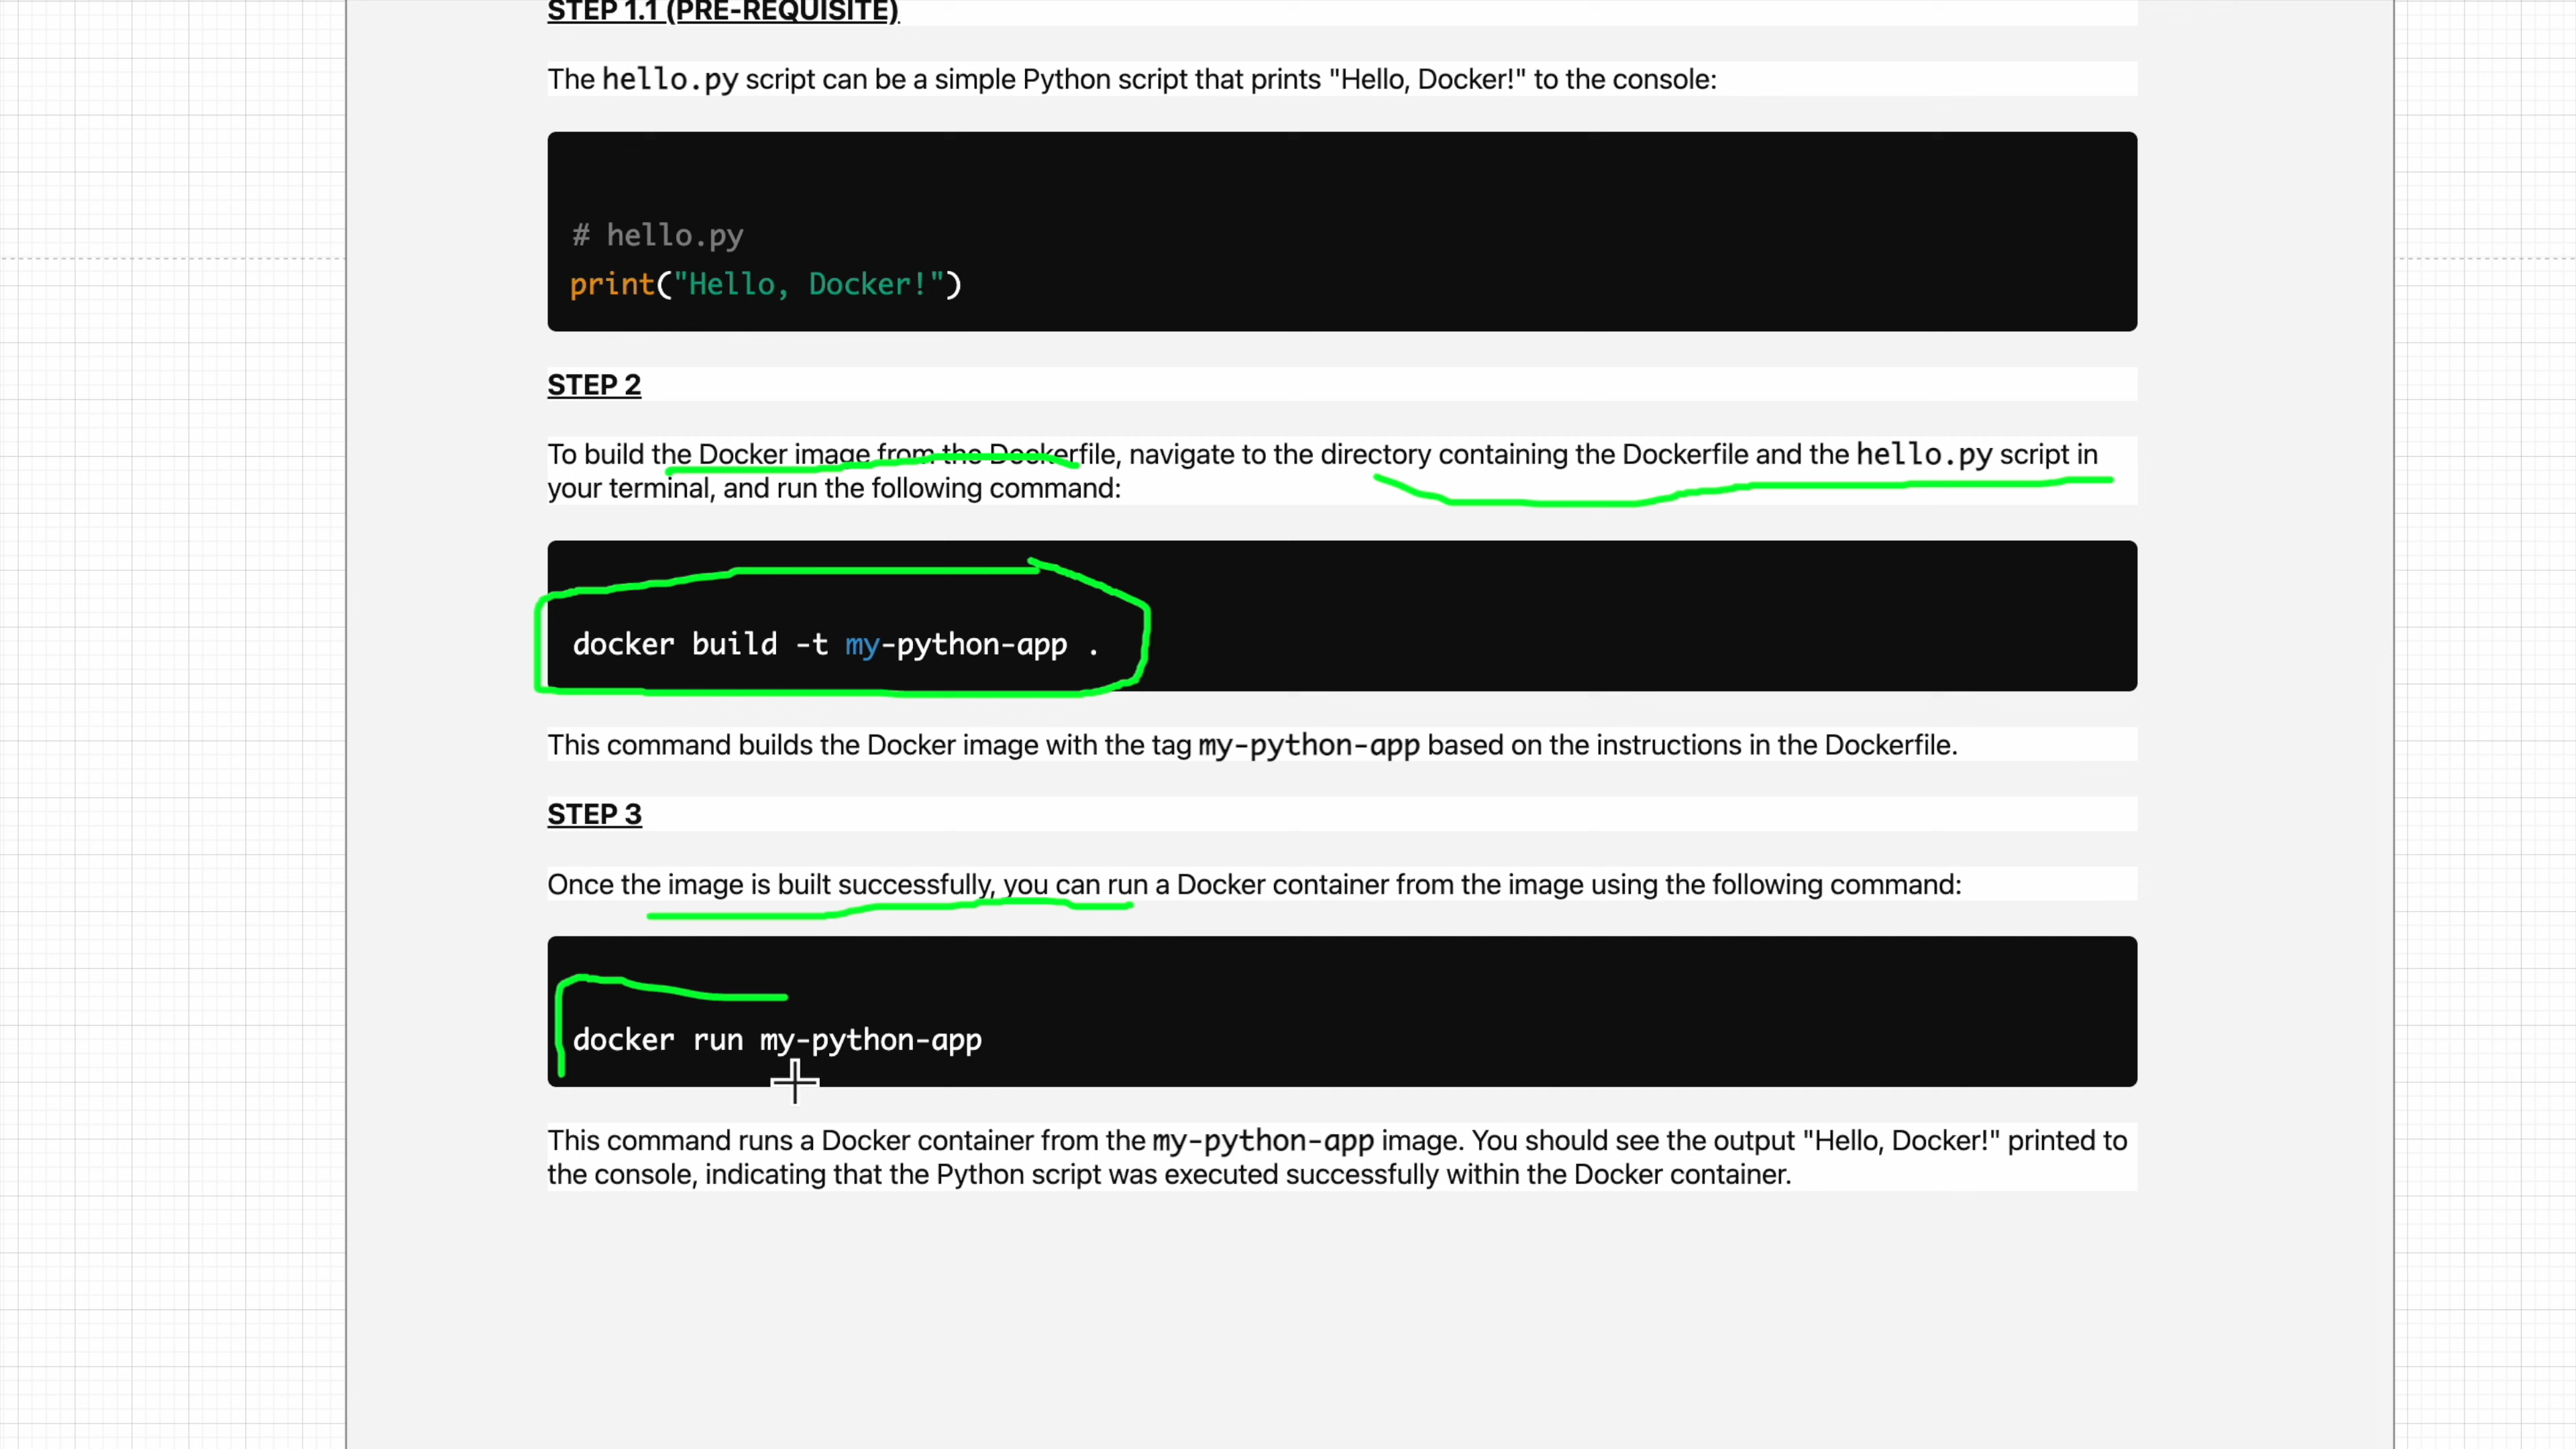 STEP 1.1 (PRE-REQUISITE)
The hello.py script can be a simple Python script that prints "Hello, Docker!" to the console:
# hello.py
print("Hello, Docker!")
STEP 2
To build the Docker image from the Dockerfile, navigate to the directory containing the Dockerfile and the hello.py script in
your terminal, and run the following command:
docker build -t my-python-app .
This command builds the Docker image with the tag my-python-app based on the instructions in the Dockerfile.
STEP 3
Once the image is built successfully, you can run a Docker container from the image using the following command:
docker run my-python-app
This command runs a Docker container from the my-python-app image. You should see the output "Hello, Docker!" printed to
the console, indicating that the Python script was executed successfully within the Docker container.